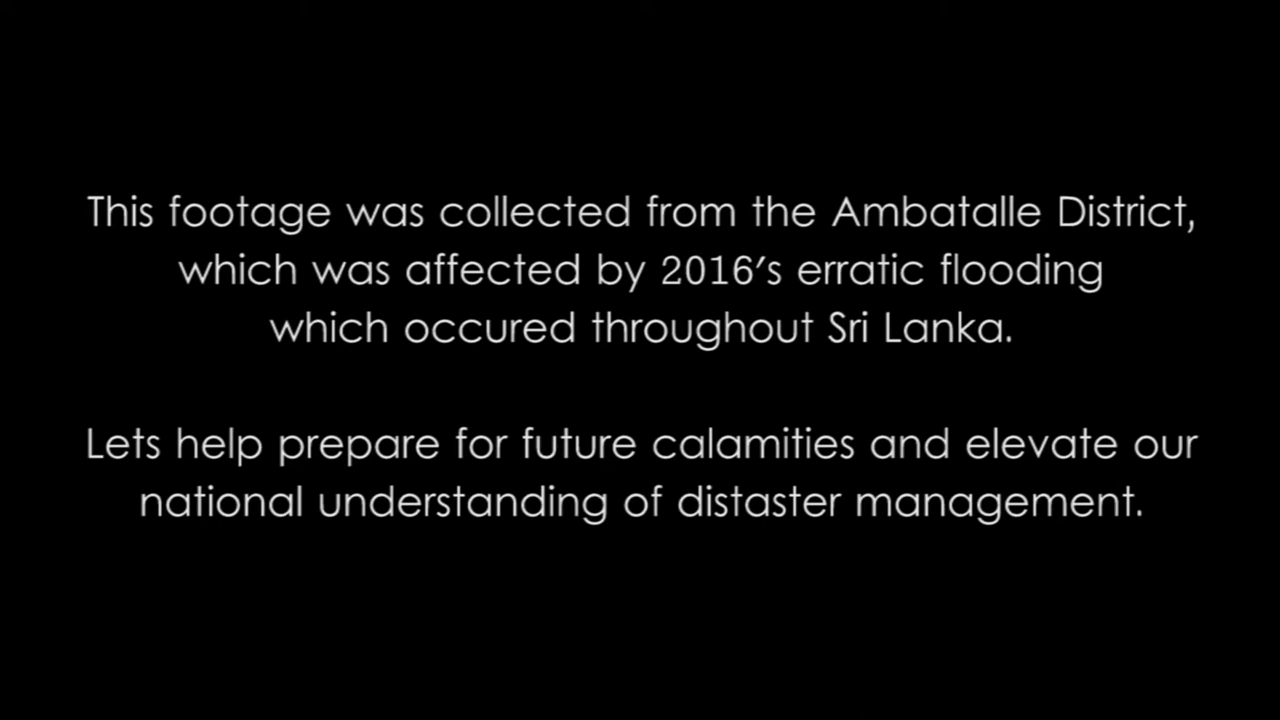 This footage was collected from the Ambatalle District,
which was affected by 2016's erratic flooding
which occured throughout Sri Lanka.
Lets help prepare for future calamities and elevate our
national understanding of distaster management.